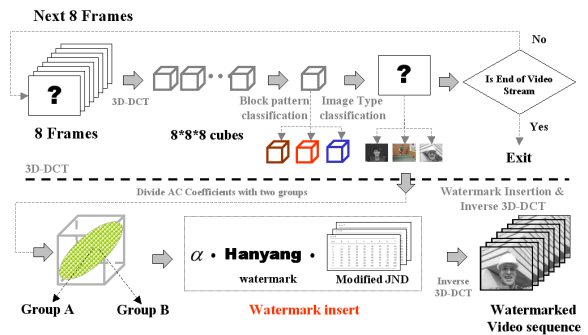 Next 8 Frames
No
?
?
Is End of Video
Stream
3D-DCT
Block pattern
classification
Image Type
classification
8 Frames
8*8*8 cubes
Yes
Exit
3D-DCT
Divide AC Coefficients with two groups
Watermark Insertion &
Inverse 3D-DCT
α • Hanyang •
watermark
Modified JND
Inverse
3D-DCT
Group A
Group B
Watermark insert
Watermarked
Video sequence